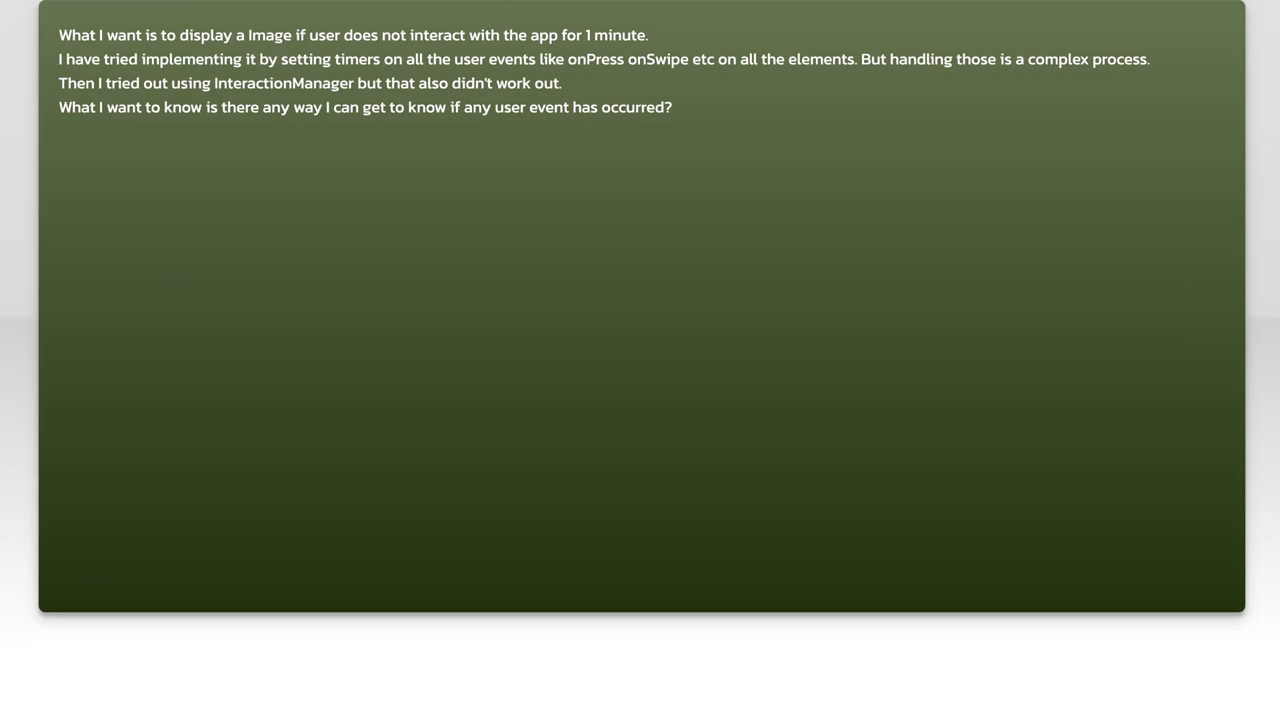 What I want is to display a Image if user does not interact with the app for 1 minute.
I have tried implementing it by setting timers on all the user events like onPress onSwipe etc on all the elements. But handling those is a complex process.
Then I tried out using InteractionManager but that also didn't work out.
What I want to know is there any way I can get to know if any user event has occurred?